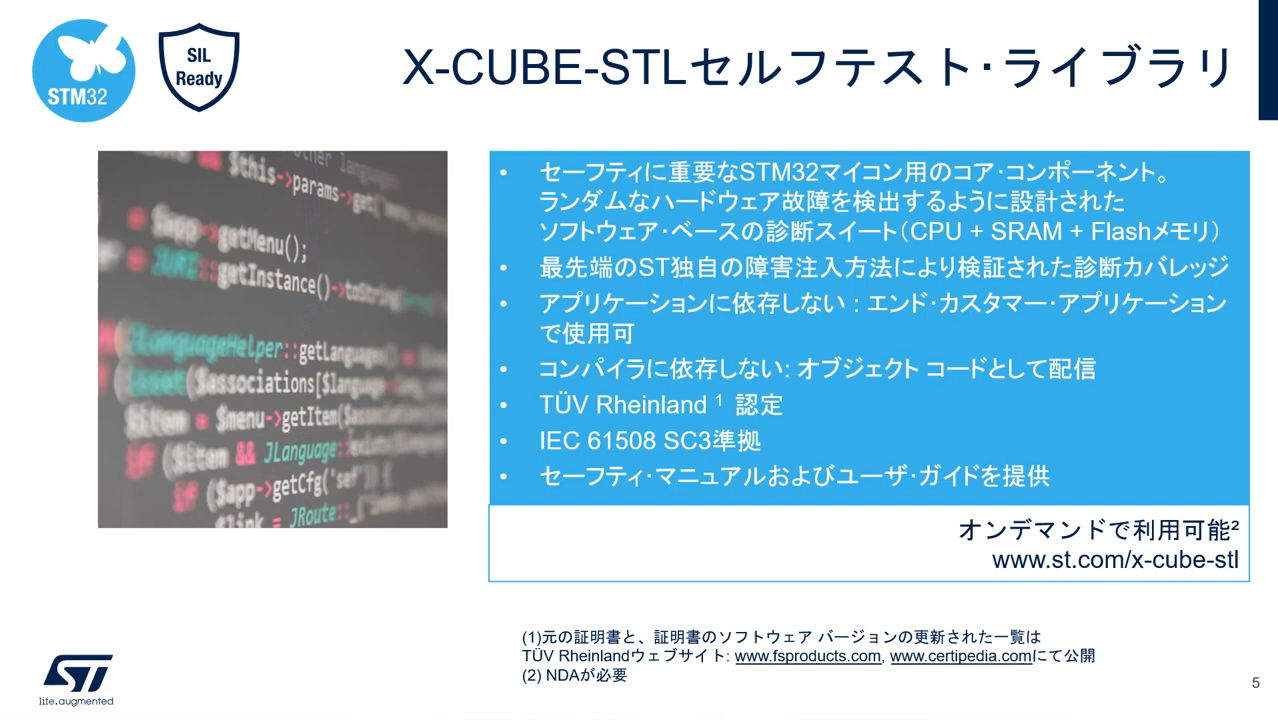 STM32
SIL
Ready
X-CUBE-STLセルフテスト・ライブラリ
other languages
$this->params->get(
$app->getMenu();
JURI::getInstance()->toString
LanguageHelper::getLanguages() =
$associations[$language->
$item = $menu->getItem($associations
($item && JLanguage::exists(
($app->getCfg('sef')) {
$link = JRoute::_(
• セーフティに重要なSTM32マイコン用のコア・コンポーネント。
ランダムなハードウェア故障を検出するように設計された
ソフトウェア・ベースの診断スイート（CPU + SRAM + Flashメモリ）
• 最先端のST独自の障害注入方法により検証された診断カバレッジ
• アプリケーションに依存しない : エンド・カスタマー・アプリケーション
で使用可
• コンパイラに依存しない: オブジェクト コードとして配信
• TÜV Rheinland ¹ 認定
• IEC 61508 SC3準拠
• セーフティ・マニュアルおよびユーザ・ガイドを提供
オンデマンドで利用可能²
www.st.com/x-cube-stl
(1)元の証明書と、証明書のソフトウェア バージョンの更新された一覧は
TÜV Rheinlandウェブサイト: www.fsproducts.com, www.certipedia.comにて公開
(2) NDAが必要
ST
life.augmented
5